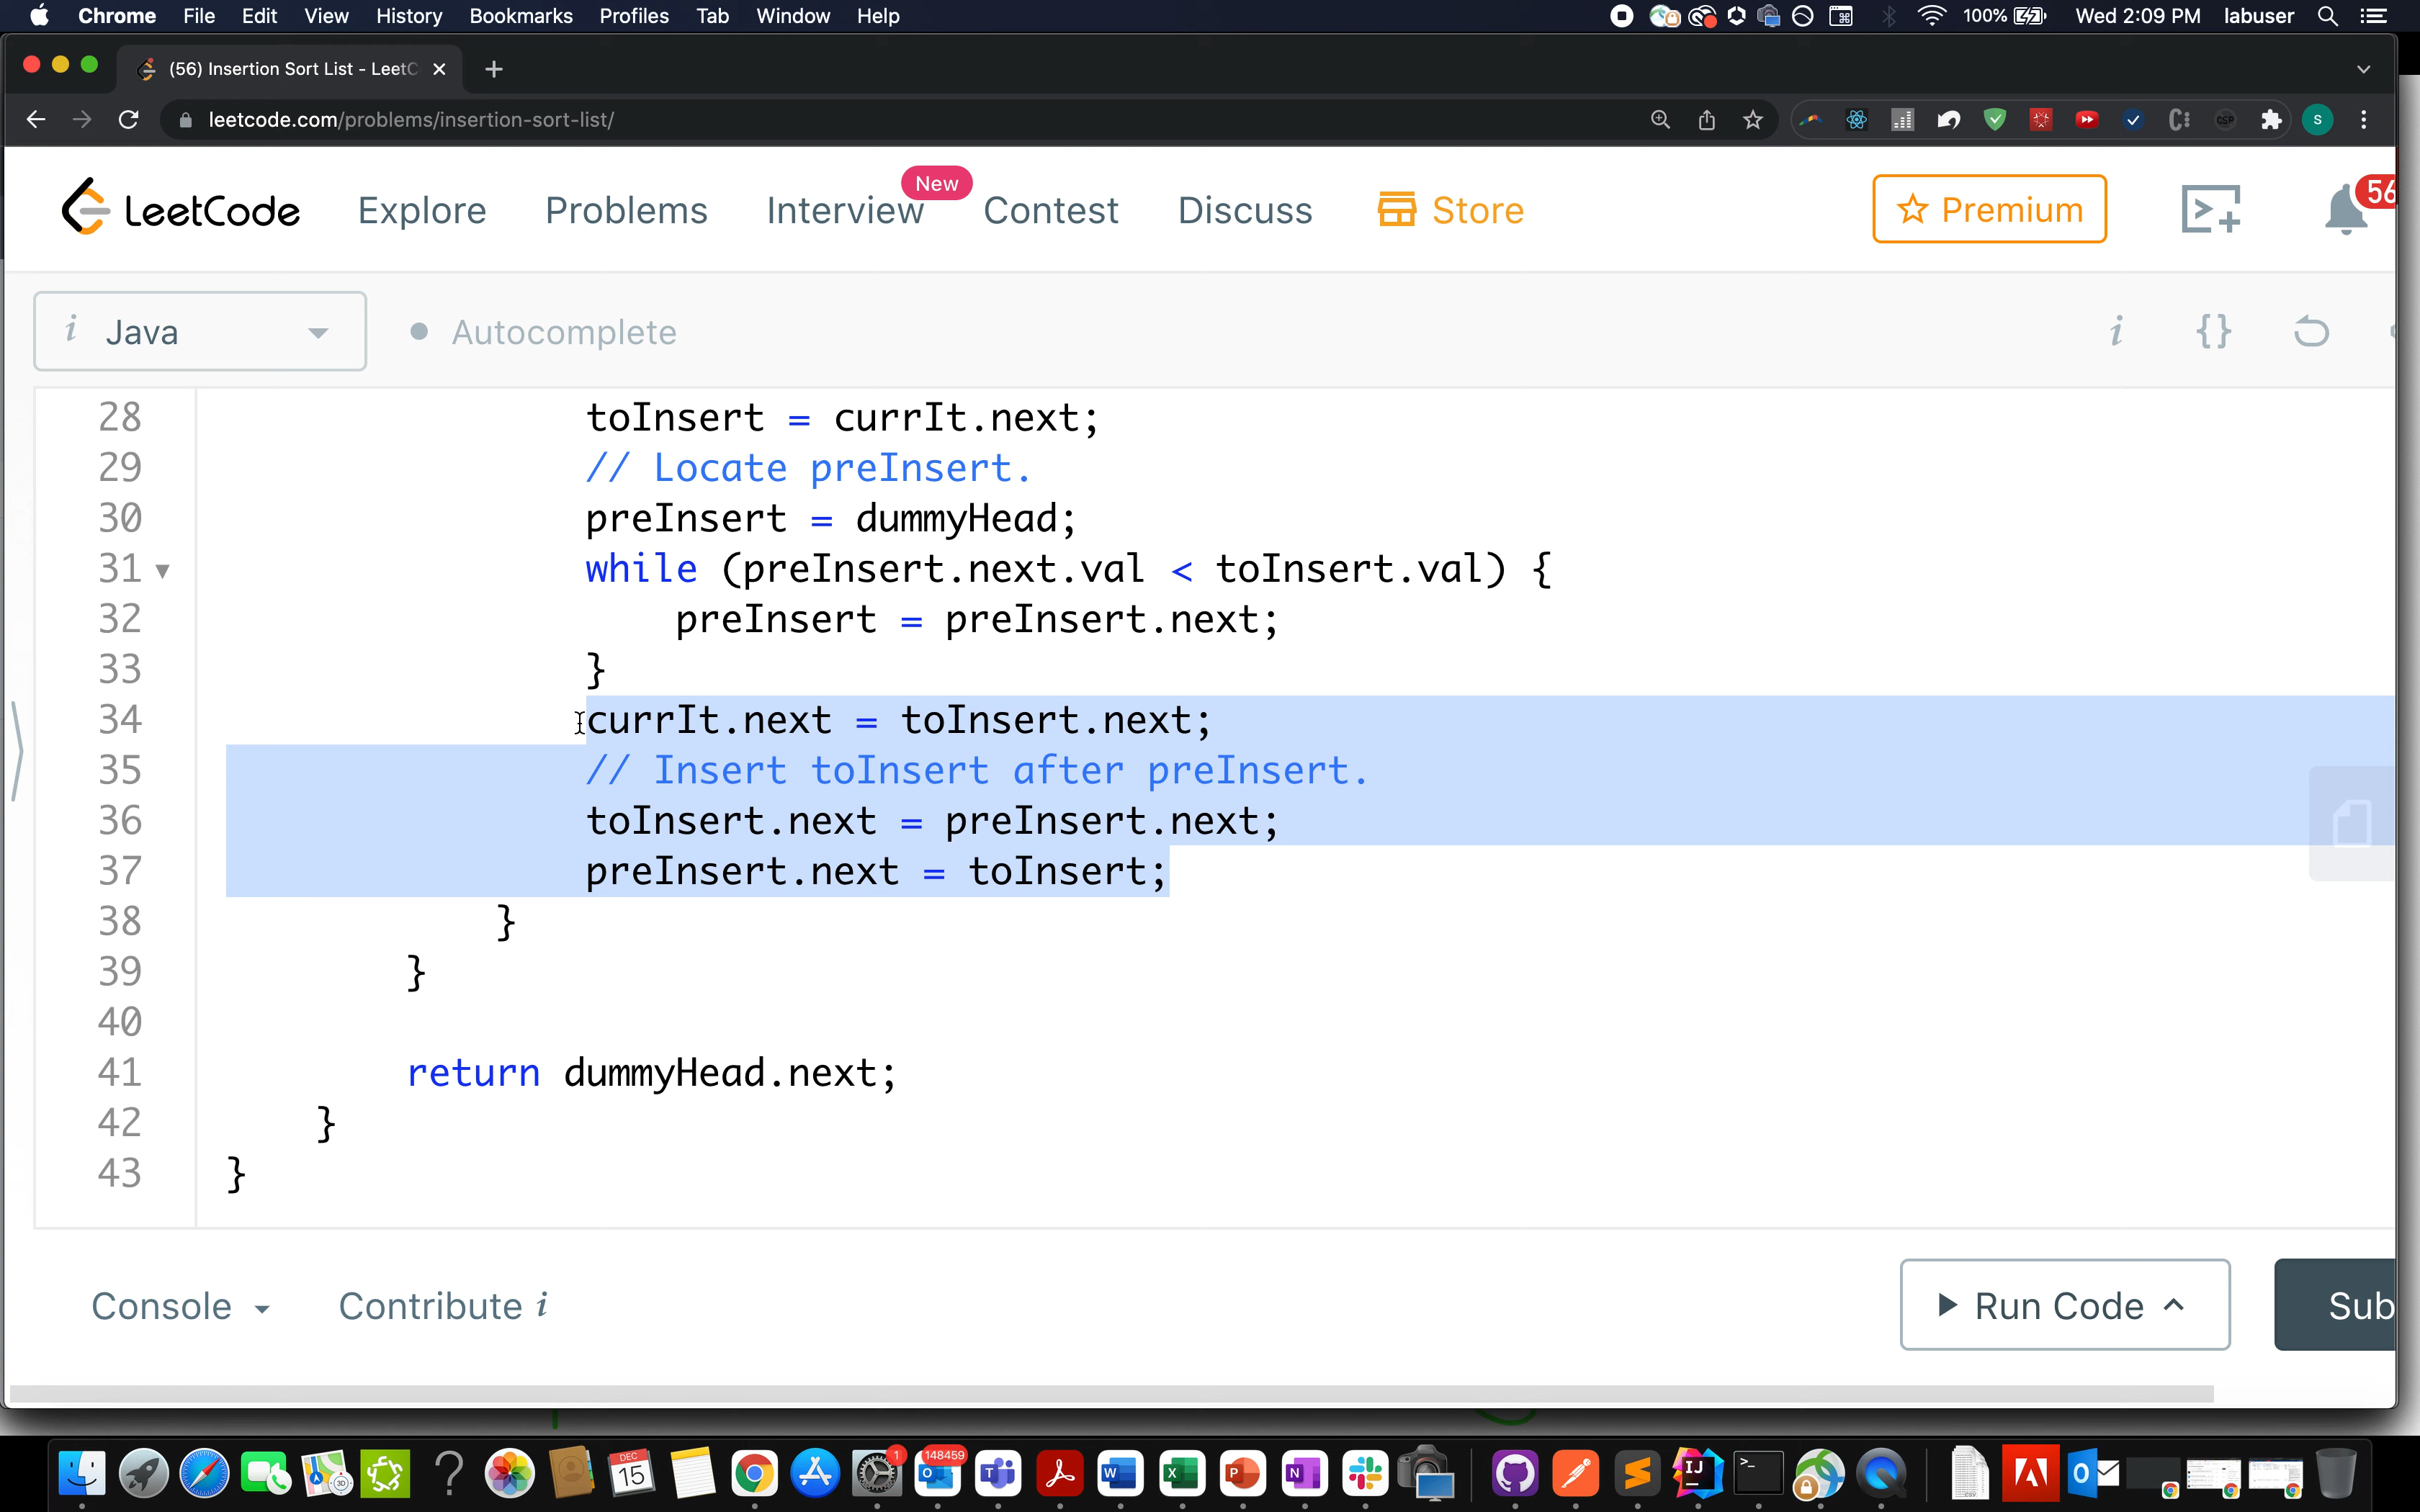 Chrome File Edit View History Bookmarks Profiles Tab Window Help 100% Wed 2:09 PM labuser
(56) Insertion Sort List - LeetC
leetcode.com/problems/insertion-sort-list/
LeetCode Explore Problems Interview New Contest Discuss Store Premium 56
i Java Autocomplete i {}
28 toInsert = currIt.next;
29 // Locate preInsert.
30 preInsert = dummyHead;
31 while (preInsert.next.val < toInsert.val) {
32 preInsert = preInsert.next;
33 }
34 currIt.next = toInsert.next;
35 // Insert toInsert after preInsert.
36 toInsert.next = preInsert.next;
37 preInsert.next = toInsert;
38 }
39 }
40
41 return dummyHead.next;
42 }
43 }
Console Contribute i Run Code Sub
DEC
15
1
148459